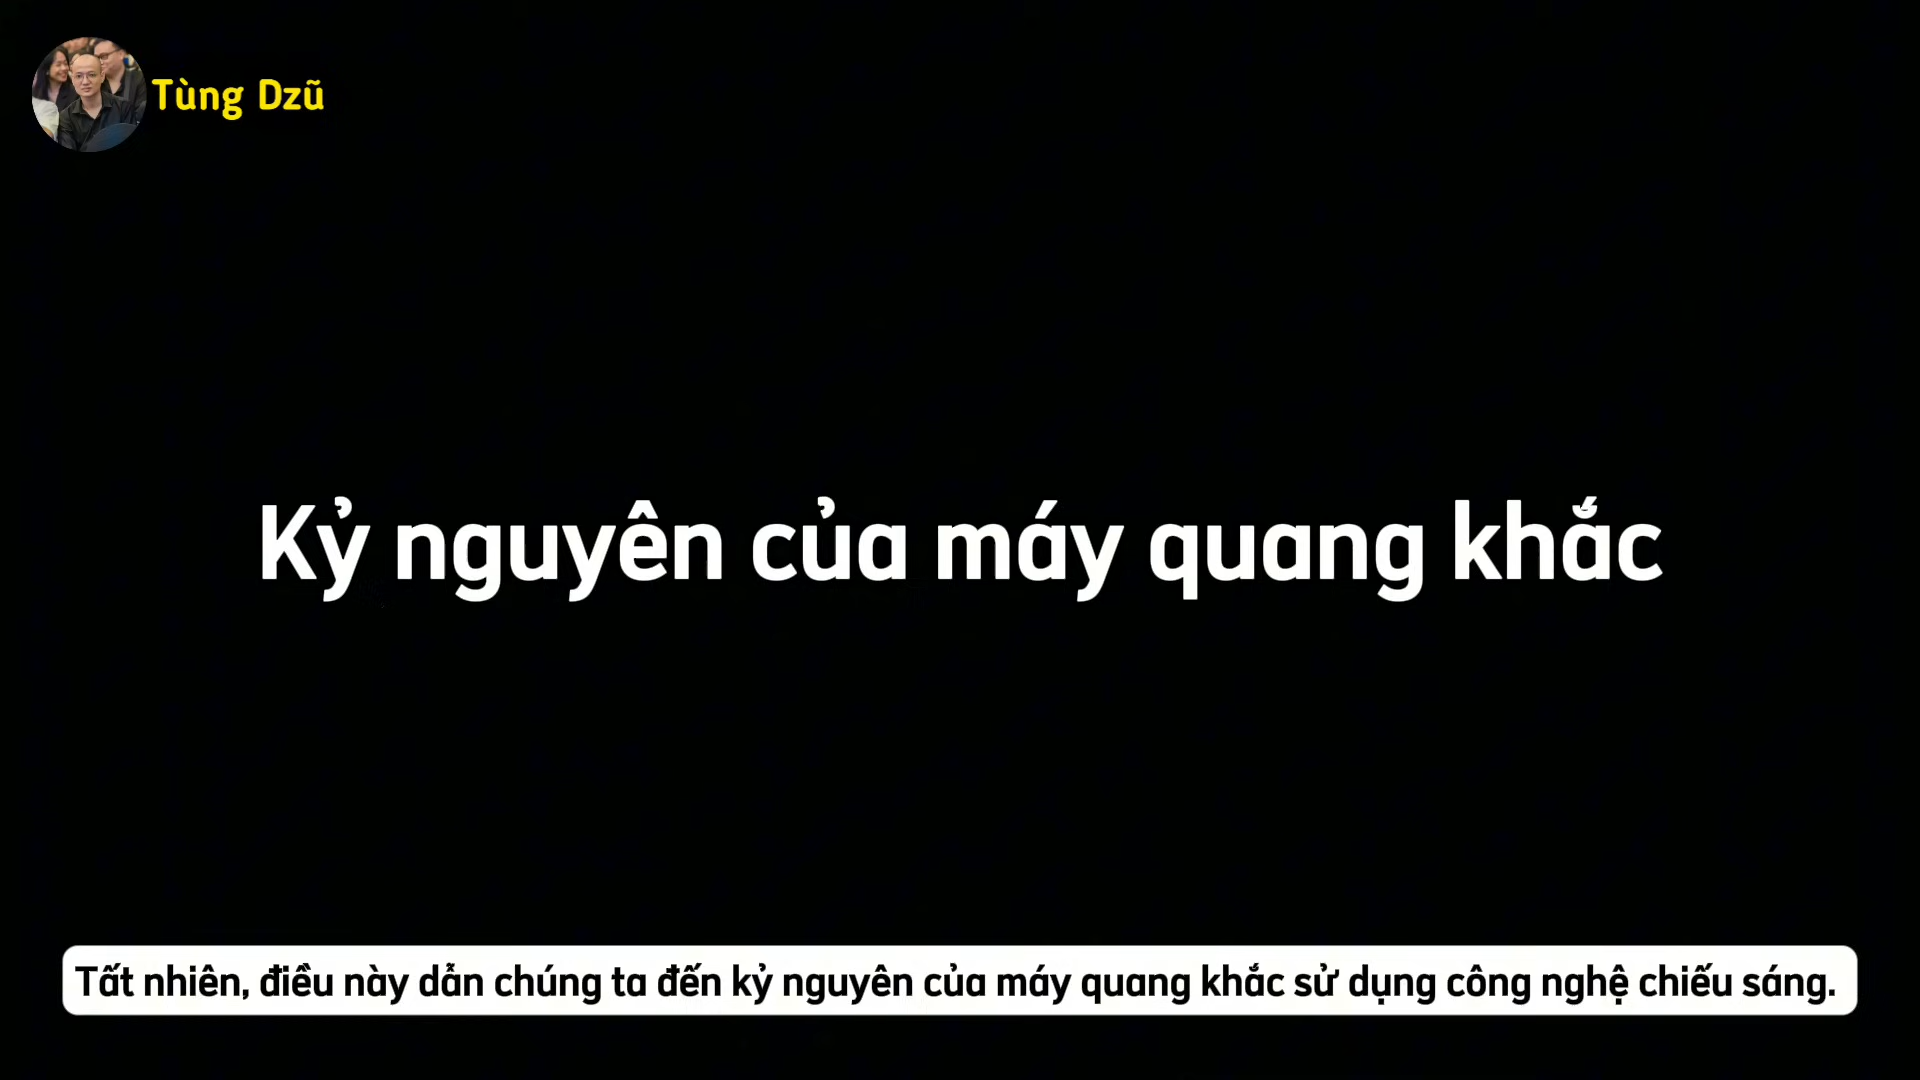 Tùng Dzũ
Kỷ nguyên của máy quang khắc
Tất nhiên, điều này dẫn chúng ta đến kỷ nguyên của máy quang khắc sử dụng công nghệ chiếu sáng.